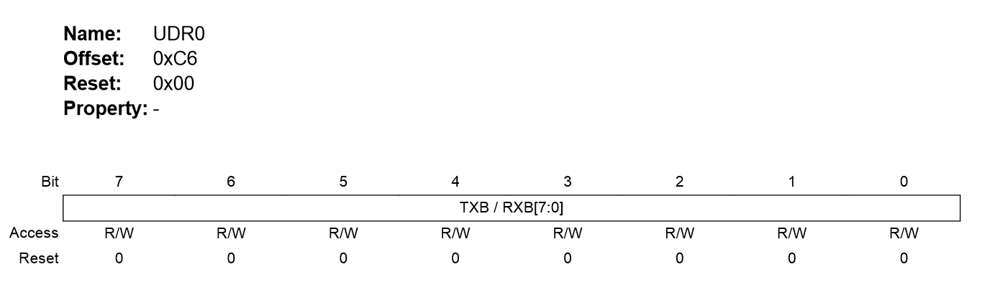 Name: UDR0
Offset: 0xC6
Reset: 0x00
Property: -
Bit 7 6 5 4 3 2 1 0
TXB / RXB[7:0]
Access R/W R/W R/W R/W R/W R/W R/W R/W
Reset 0 0 0 0 0 0 0 0